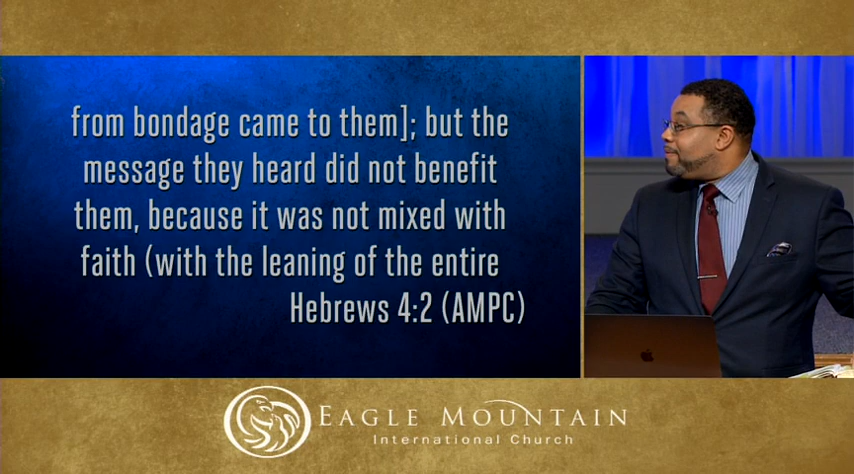 from bondage came to them]; but the
message they heard did not benefit
them, because it was not mixed with
faith (with the leaning of the entire
Hebrews 4:2 (AMPC)
EAGLE MOUNTAIN
International Church